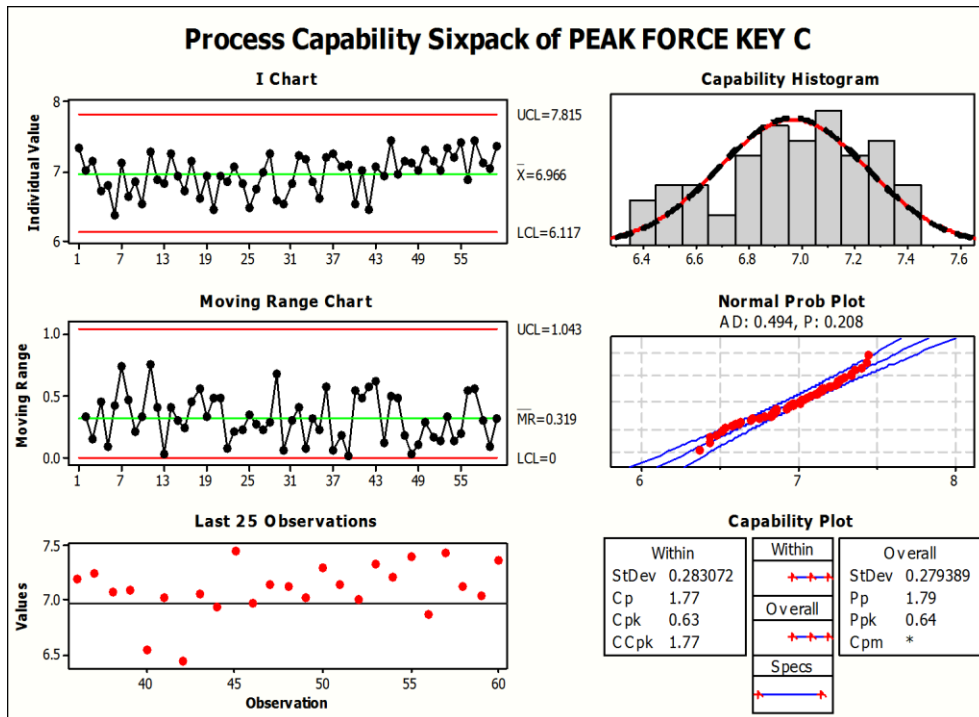 Process Capability Sixpack of PEAK FORCE KEY C
I Chart
Individual Value
8
7
6
1 7 13 19 25 31 37 43 49 55
UCL=7.815
X=6.966
LCL=6.117
Capability Histogram
6.4 6.6 6.8 7.0 7.2 7.4 7.6
Moving Range Chart
Moving Range
1.0
0.5
0.0
1 7 13 19 25 31 37 43 49 55
UCL=1.043
MR=0.319
LCL=0
Normal Prob Plot
AD: 0.494, P: 0.208
6 7 8
Last 25 Observations
Values
7.5
7.0
6.5
40 45 50 55 60
Observation
Capability Plot
Within
StDev 0.283072
Cp 1.77
Cpk 0.63
CCpk 1.77
Within
Overall
Specs
Overall
StDev 0.279389
Pp 1.79
Ppk 0.64
Cpm *